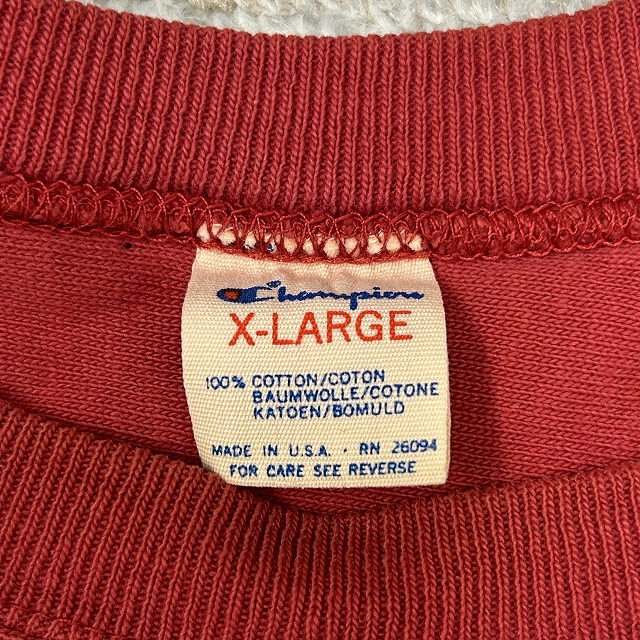 Champion
X-LARGE
100% COTTON/COTON
BAUMWOLLE/COTONE
KATOEN/BOMULD
MADE IN U.S.A. · RN 26094
FOR CARE SEE REVERSE